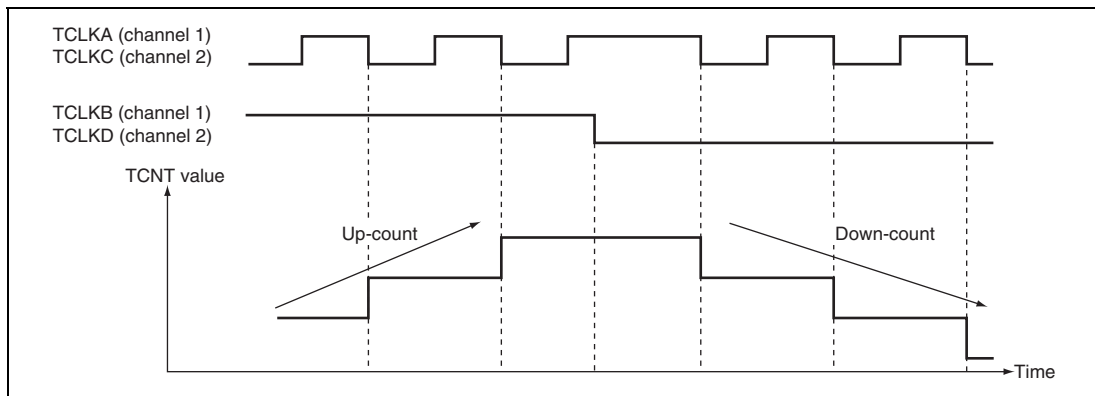 TCLKA (channel 1)
TCLKC (channel 2)
TCLKB (channel 1)
TCLKD (channel 2)
TCNT value
Up-count
Down-count
Time